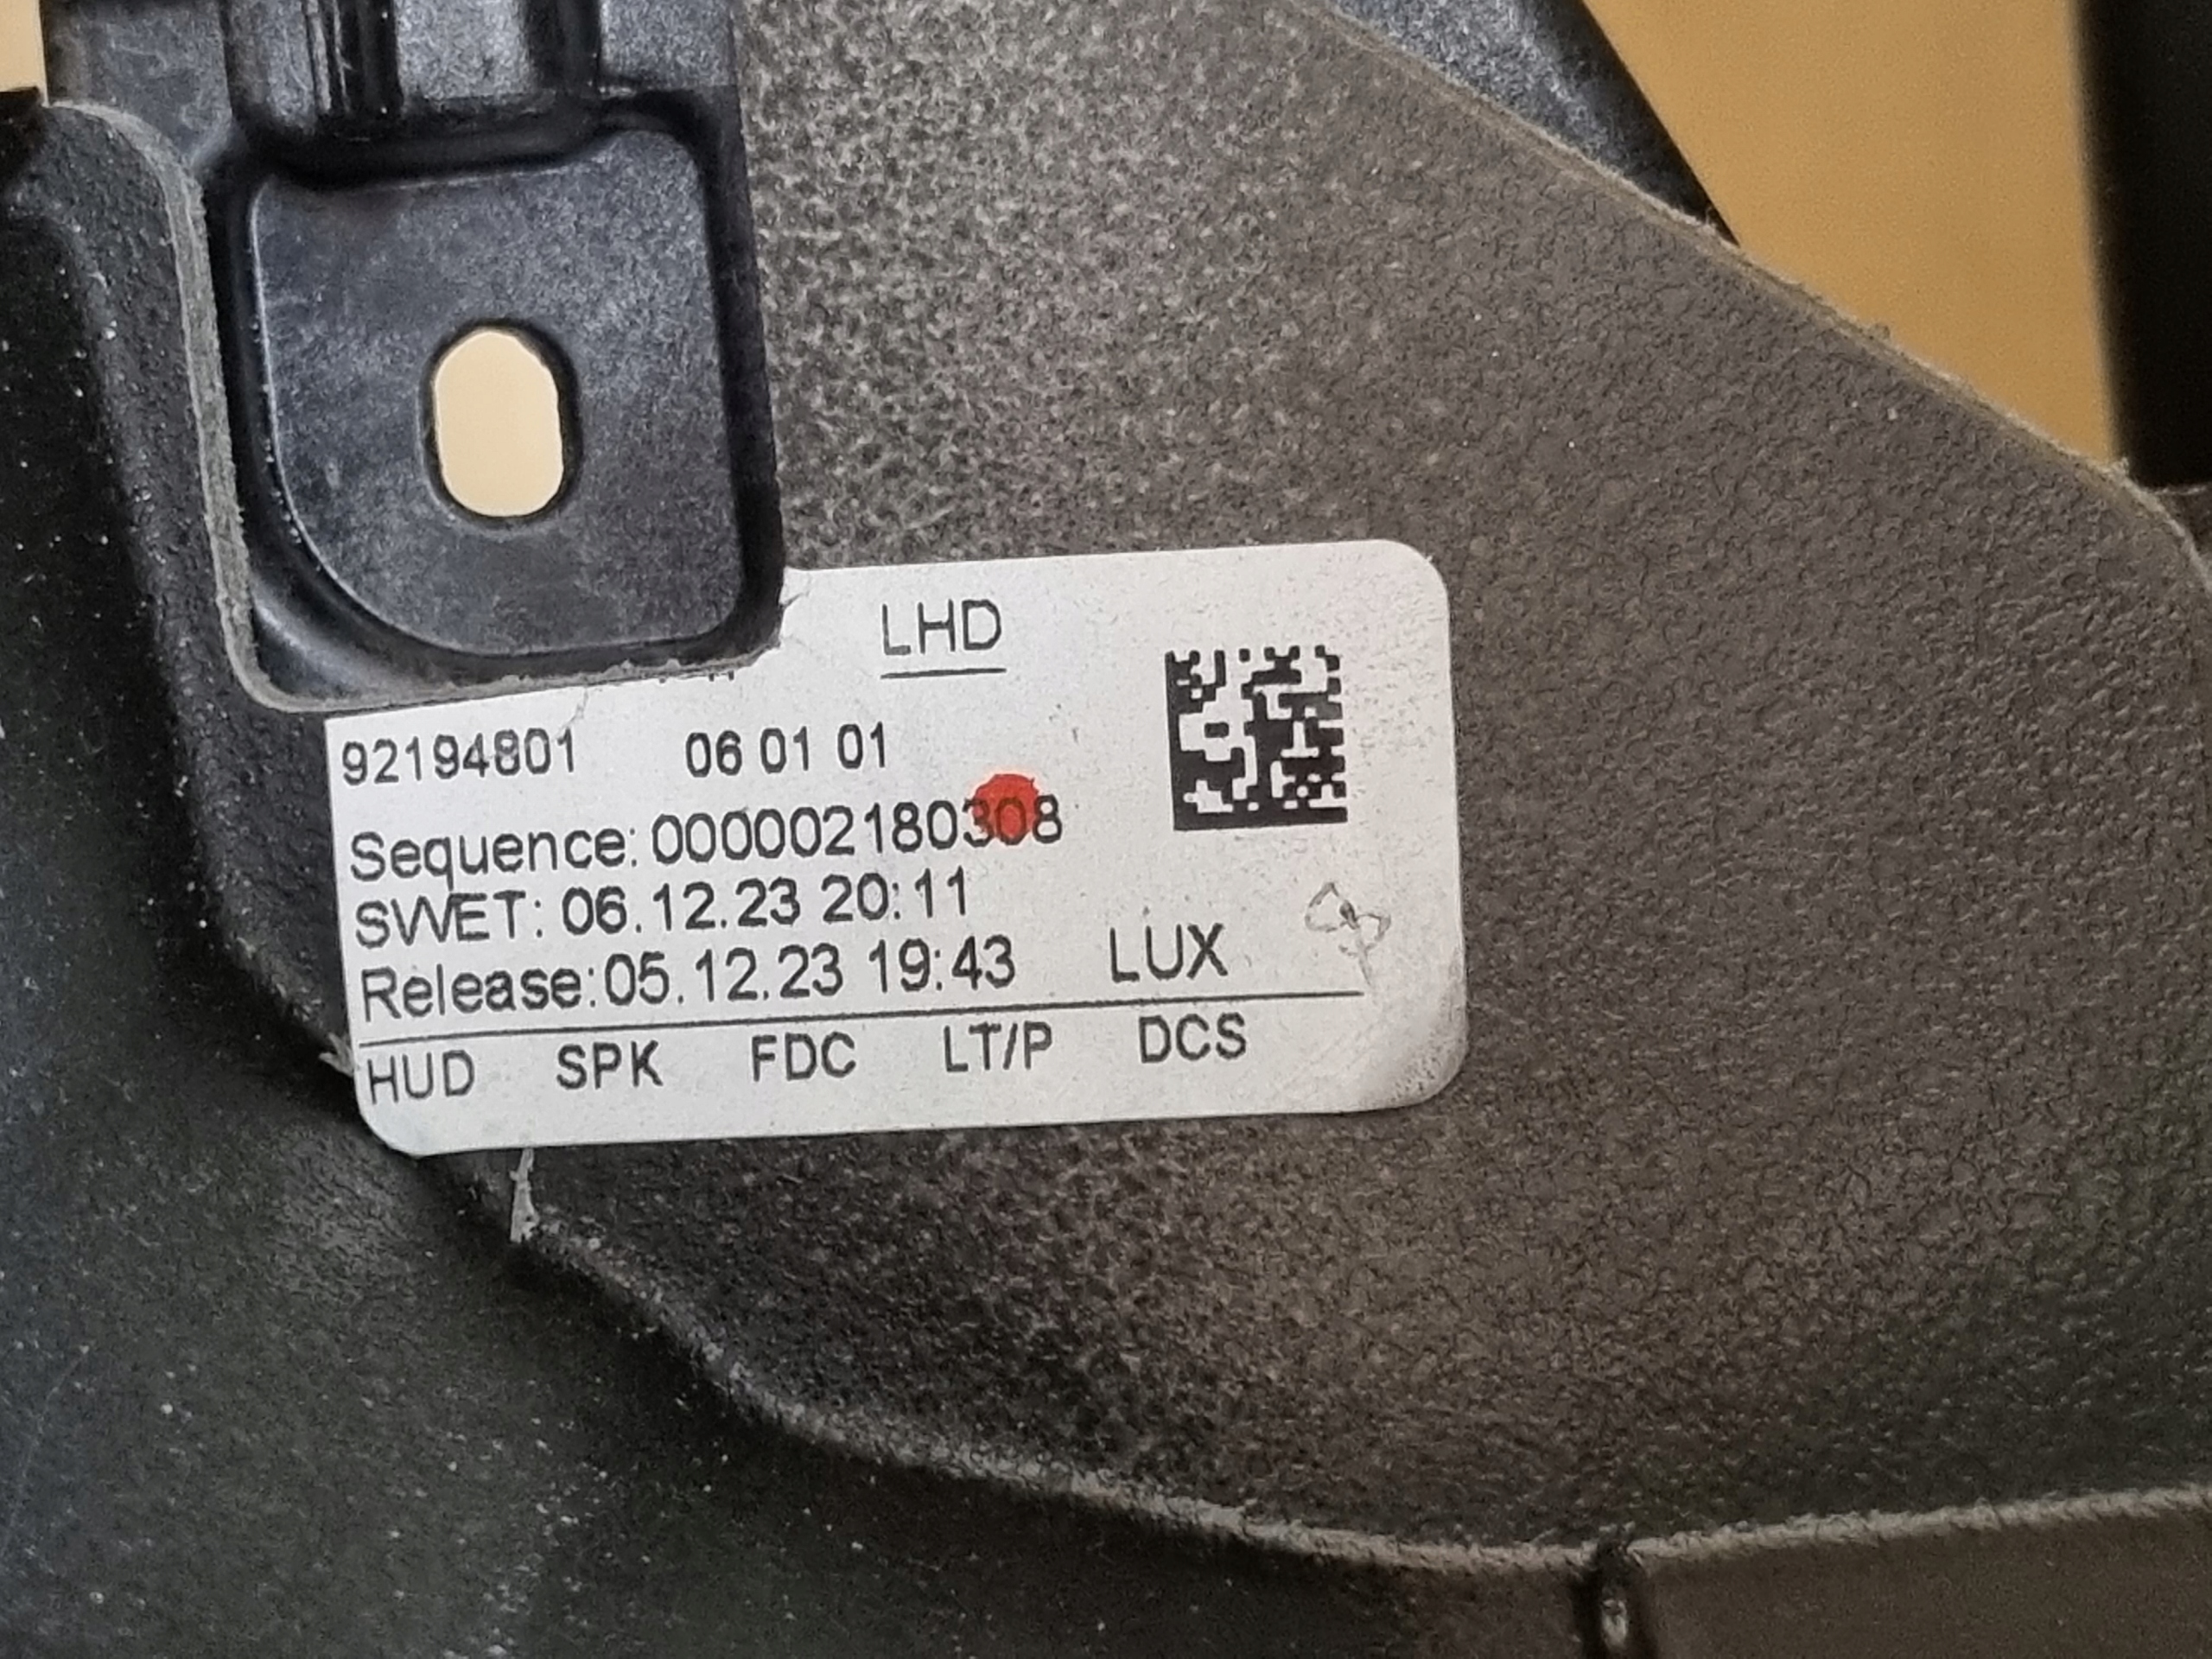 LHD
92194801 06 01 01
Sequence: 000002180308
SWET: 06.12.23 20:11
Release:05.12.23 19:43 LUX
HUD SPK FDC LT/P DCS